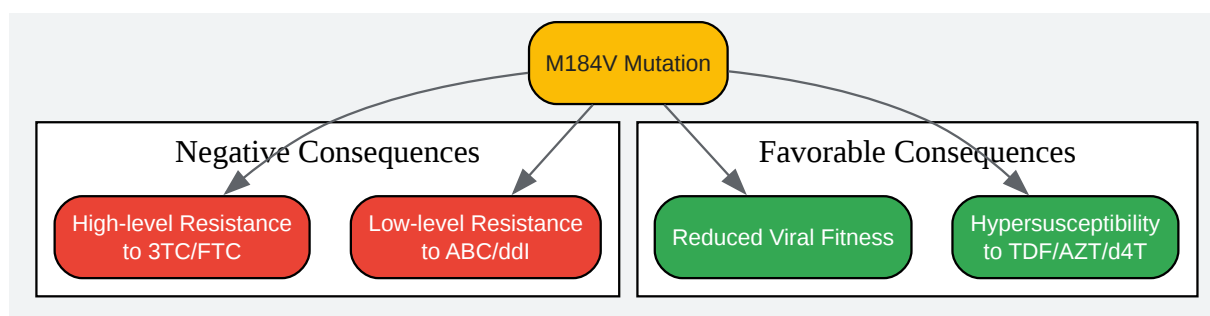 M184V Mutation
Negative Consequences
Favorable Consequences
High-level Resistance
to 3TC/FTC
Low-level Resistance
to ABC/ddI
Reduced Viral Fitness
Hypersusceptibility
to TDF/AZT/d4T